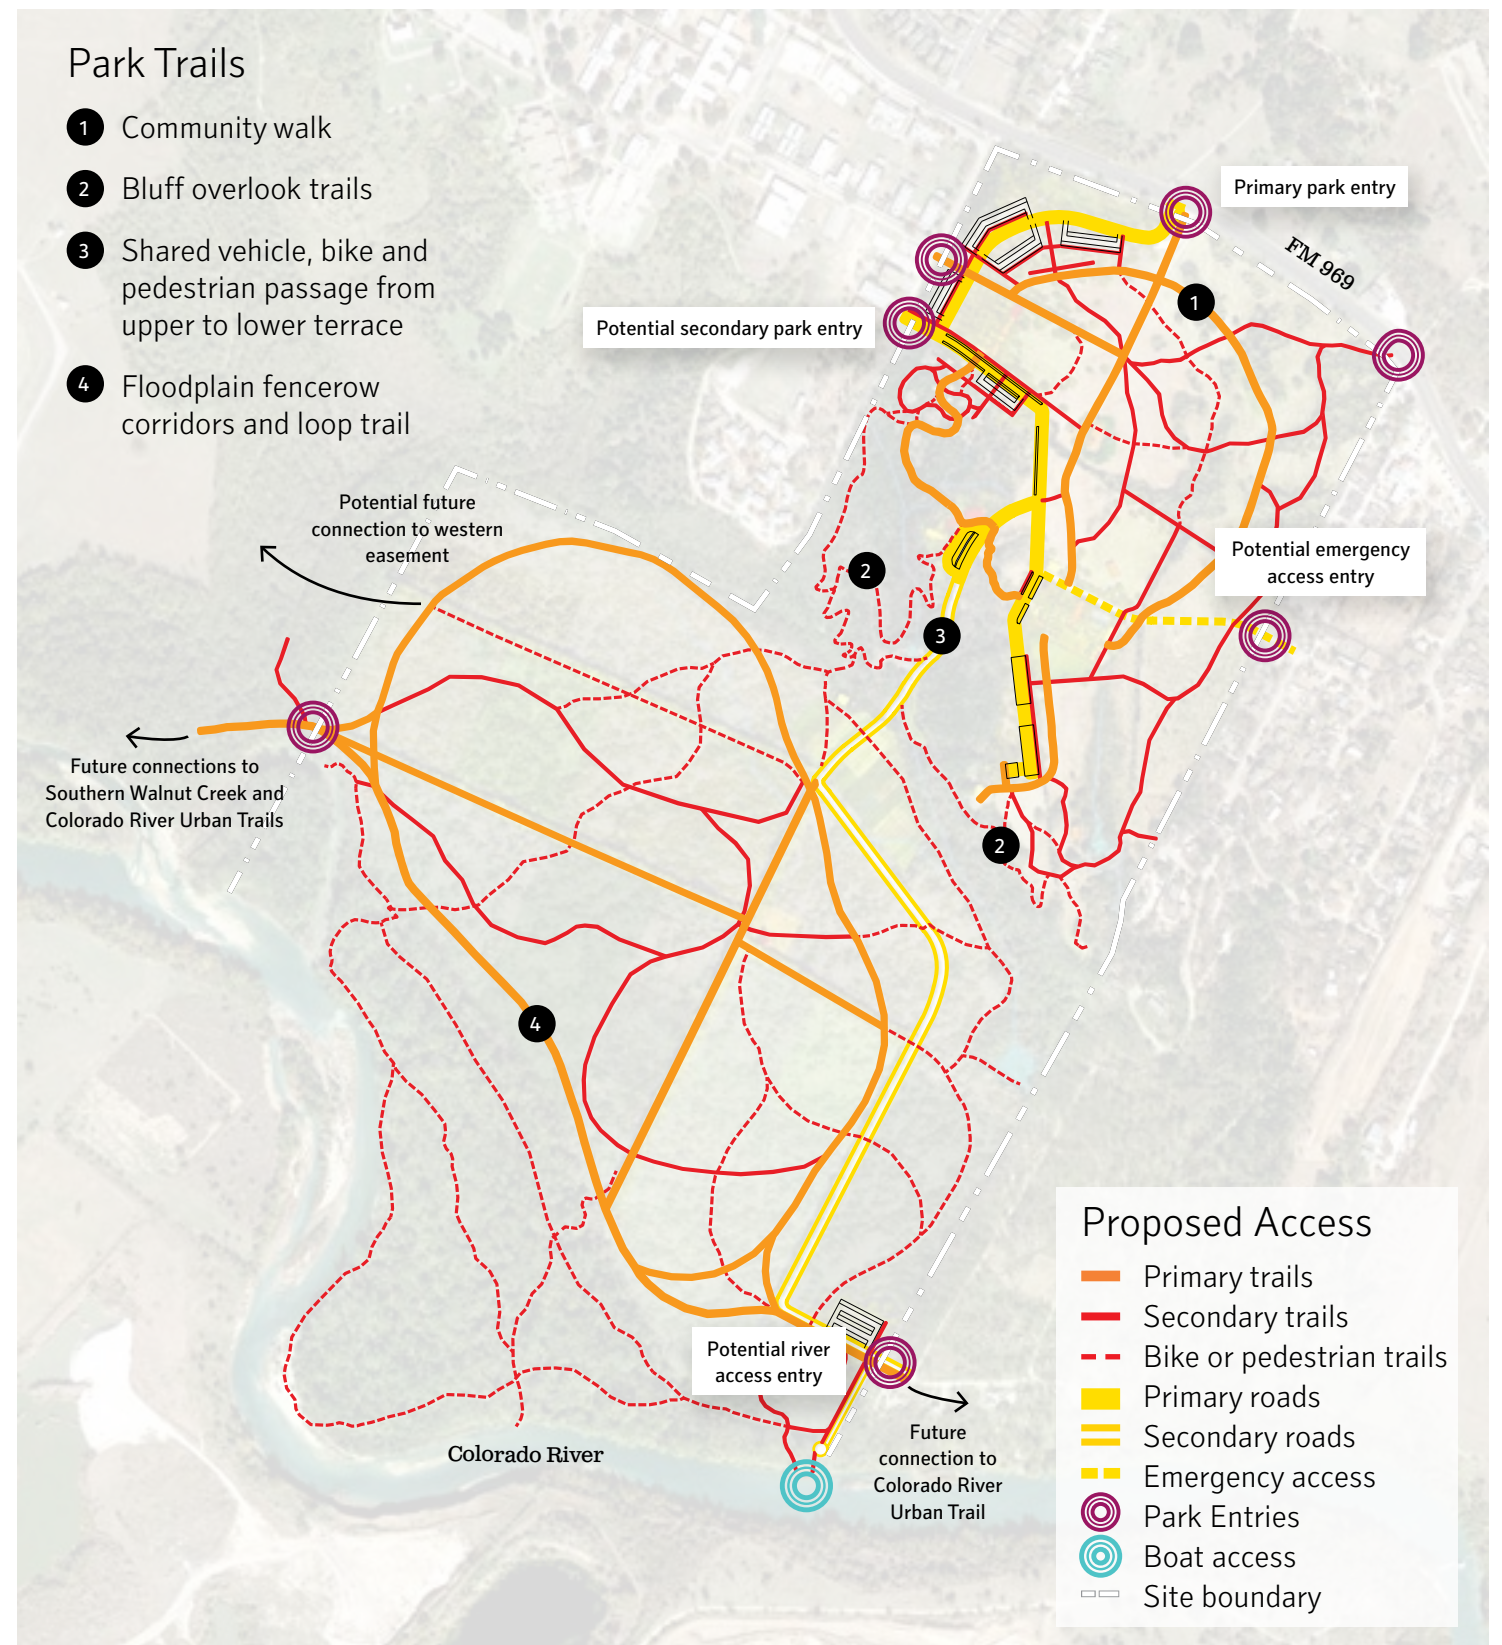 Park Trails
1 Community walk
2 Bluff overlook trails
3 Shared vehicle, bike and
pedestrian passage from
upper to lower terrace
4 Floodplain fencerow
corridors and loop trail
Primary park entry
FM 969
1
Potential secondary park entry
Potential future
connection to western
easement
Potential emergency
access entry
2
3
Future connections to
Southern Walnut Creek and
Colorado River Urban Trails
2
4
Potential river
access entry
Future
connection to
Colorado River
Urban Trail
Colorado River
Proposed Access
Primary trails
Secondary trails
Bike or pedestrian trails
Primary roads
Secondary roads
Emergency access
Park Entries
Boat access
Site boundary